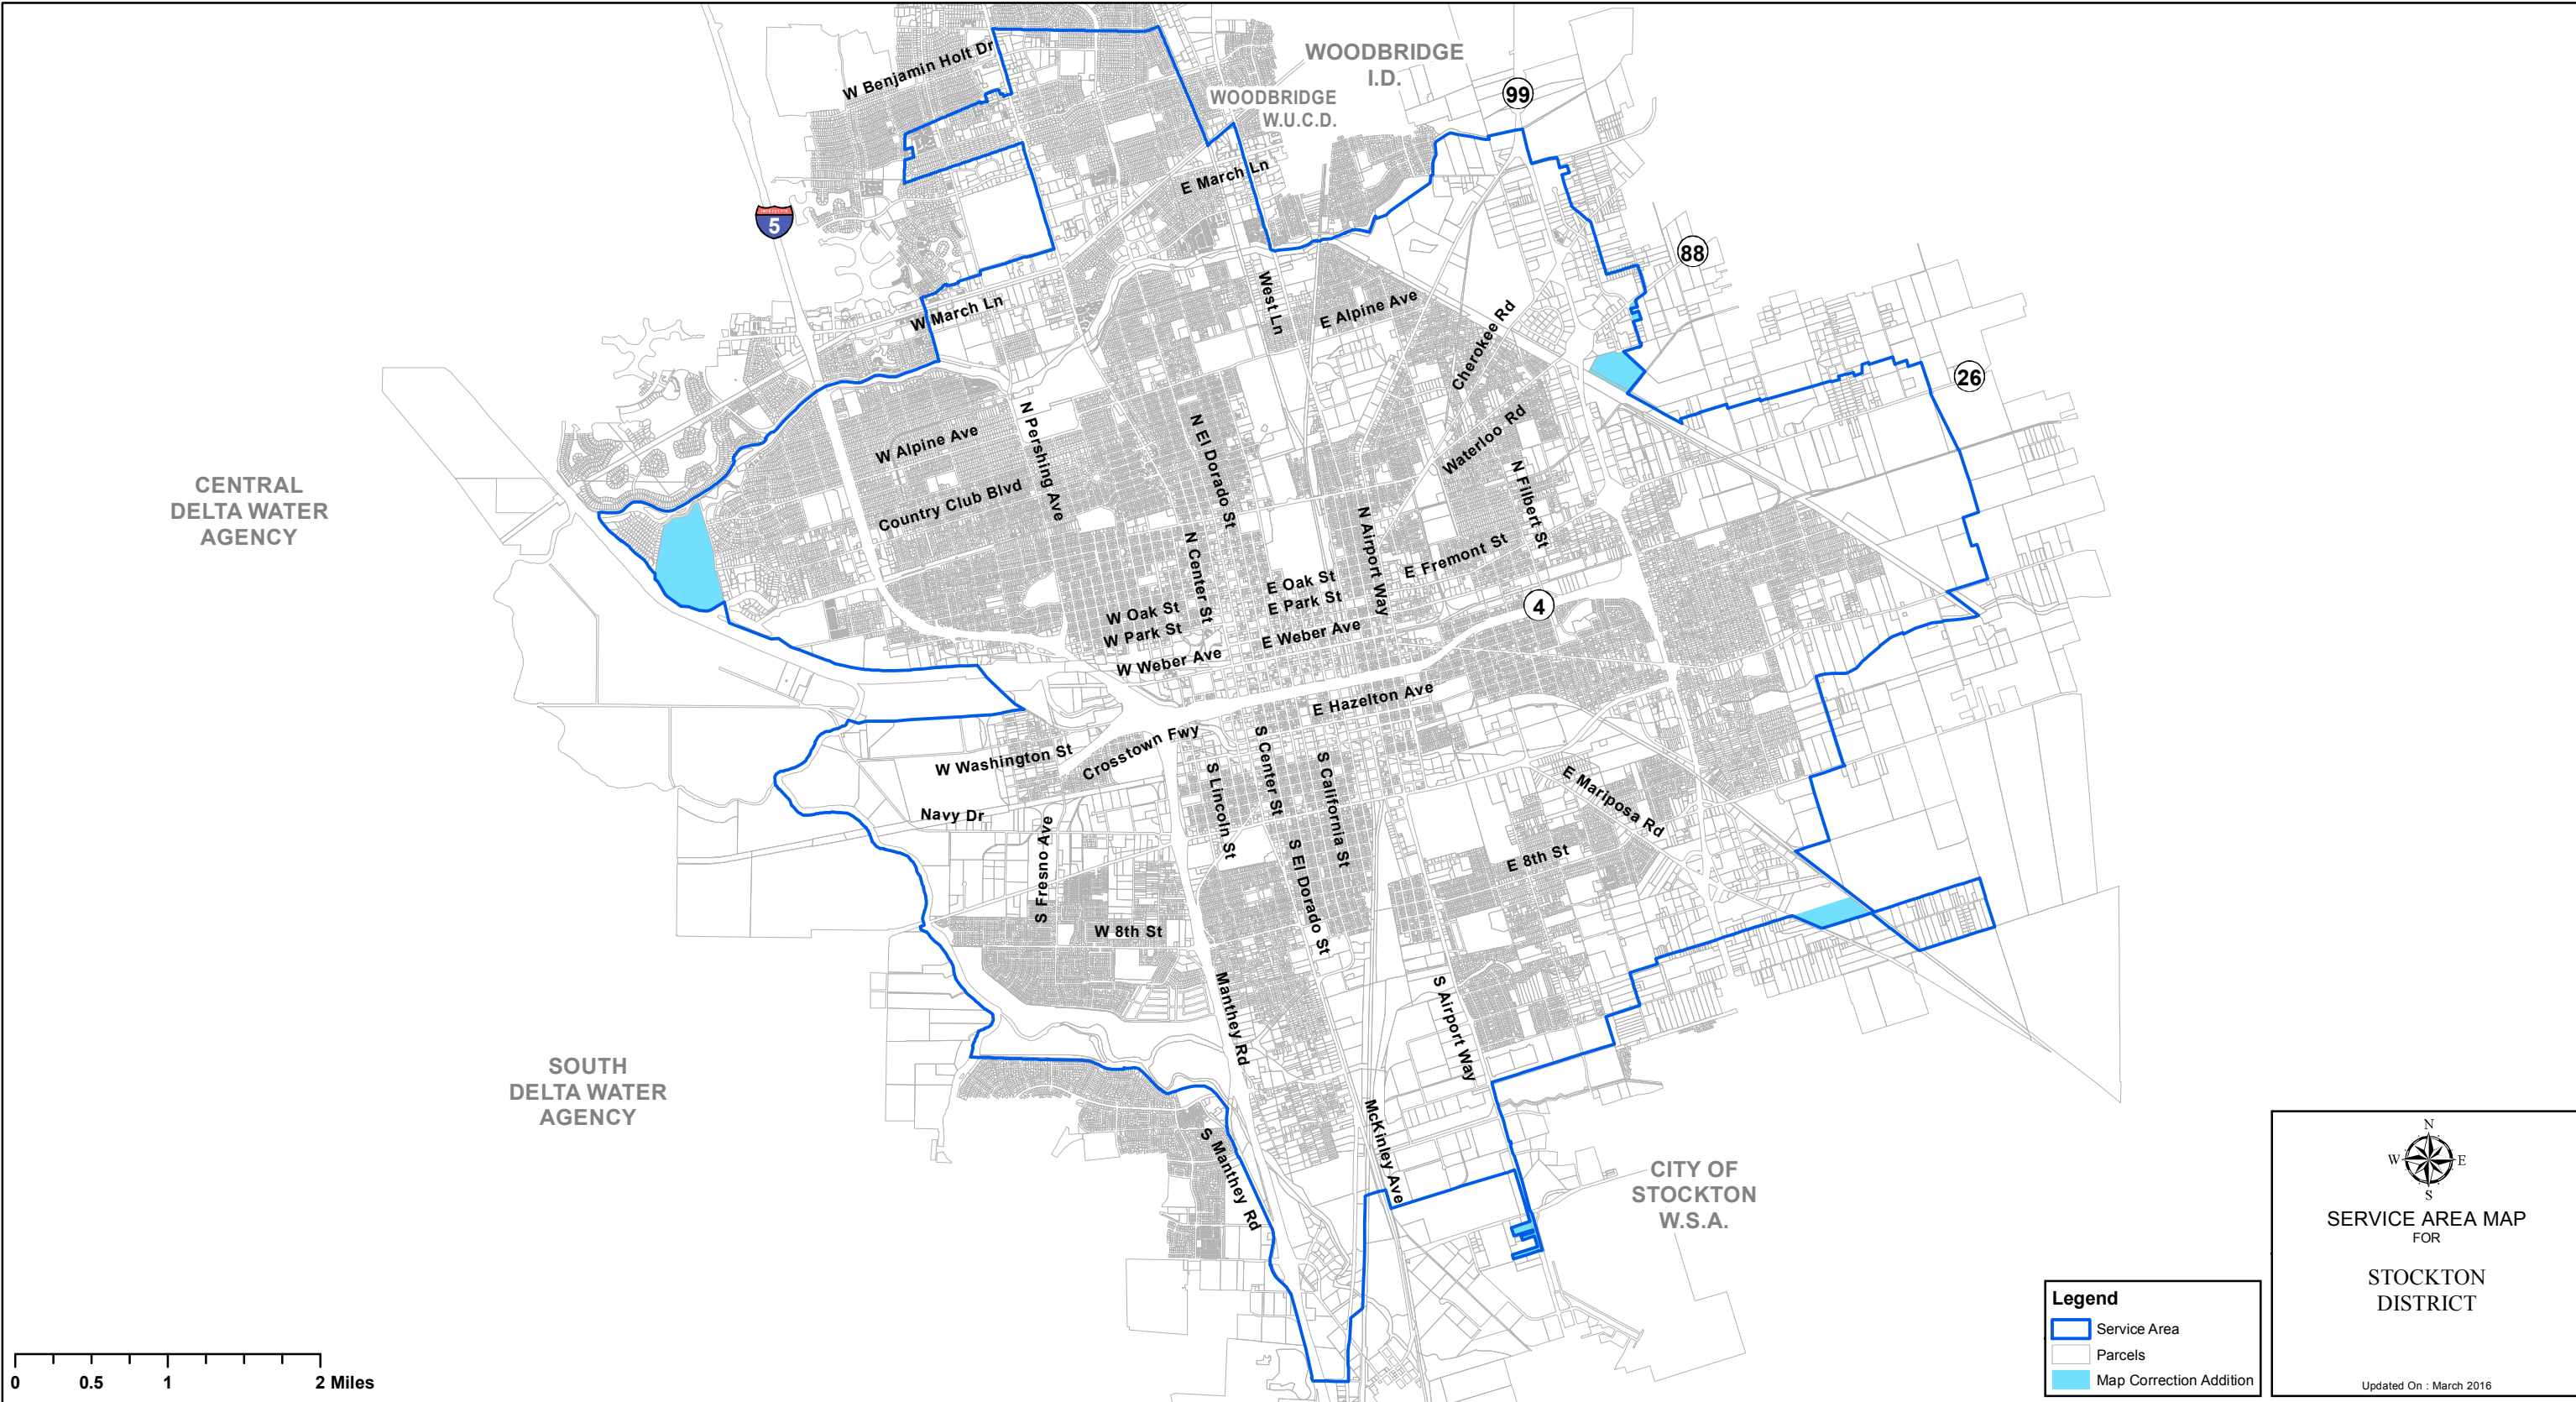 W Benjamin Holt Dr
WOODBRIDGE
I.D.
WOODBRIDGE
W.U.C.D.
99
E March Ln
5
88
West Ln
W March Ln
E Alpine Ave
Cherokee Rd
26
N Pershing Ave
N El Dorado St
W Alpine Ave
Waterloo Rd
Country Club Blvd
N Filbert St
CENTRAL
DELTA WATER
AGENCY
N Center St
N Airport Way
E Fremont St
E Oak St
E Park St
W Oak St
W Park St
4
E Weber Ave
W Weber Ave
E Hazelton Ave
Crosstown Fwy
W Washington St
S Center St
S California St
S Lincoln St
E Mariposa Rd
Navy Dr
S Fresno Ave
S El Dorado St
E 8th St
W 8th St
Manthey Rd
S Airport Way
SOUTH
DELTA WATER
AGENCY
McKinley Ave
S Manthey Rd
CITY OF
STOCKTON
W.S.A.
N
W E
S
SERVICE AREA MAP
FOR
STOCKTON
DISTRICT
Updated On : March 2016
Legend
Service Area
Parcels
Map Correction Addition
0 0.5 1 2 Miles